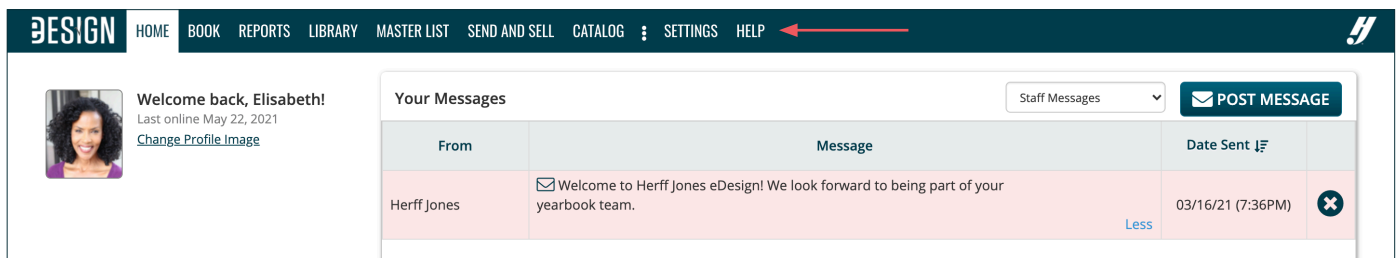 eDESIGN HOME BOOK REPORTS LIBRARY MASTER LIST SEND AND SELL CATALOG SETTINGS HELP HJ
Welcome back, Elisabeth!
Last online May 22, 2021
Change Profile Image
Your Messages
Staff Messages
POST MESSAGE
From Message Date Sent
Herff Jones
Welcome to Herff Jones eDesign! We look forward to being part of your
yearbook team.
Less
03/16/21 (7:36PM)